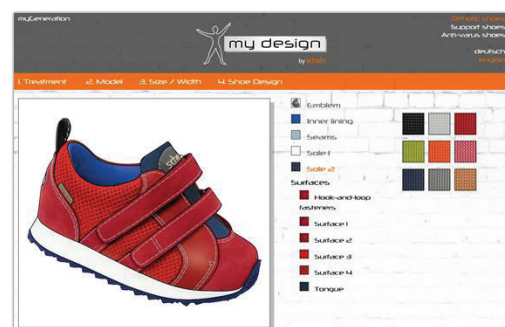 myGeneration
Orthotic shoes
Support shoes
Anti-varus shoes
deutsch
english
my design
by schein
1. Treatment 2. Model 3. Size / Width 4. Shoe Design
Emblem
Inner lining
Seams
Sole 1
Sole 2
Surfaces
Hook-and-loop
fasteners
Surface 1
Surface 2
Surface 3
Surface 4
Tongue